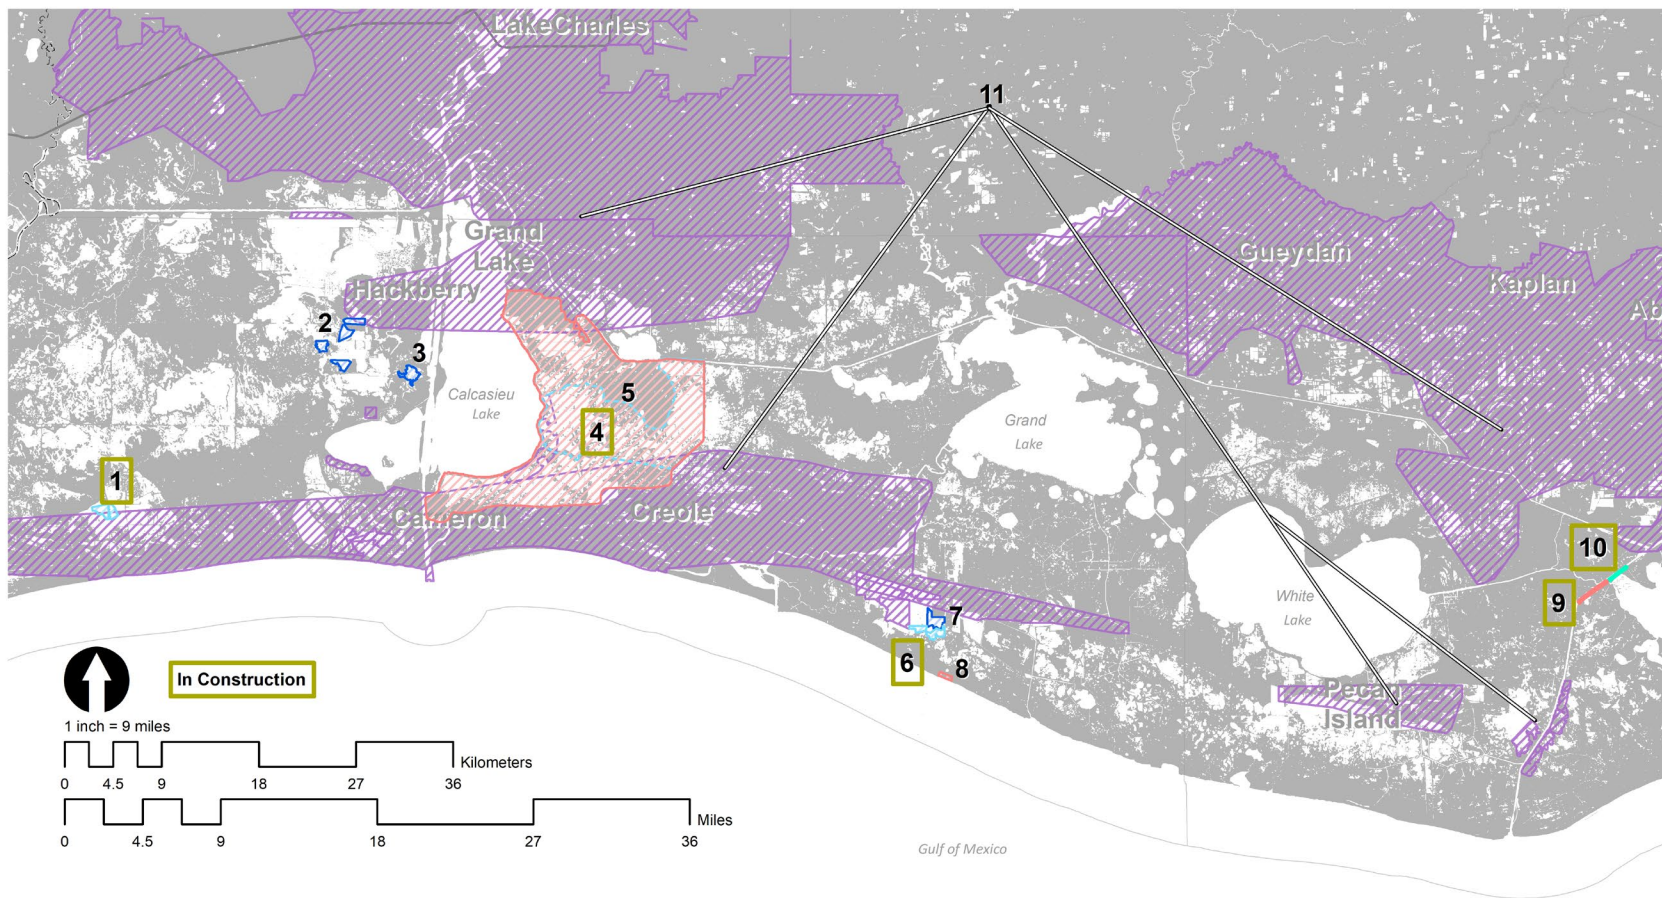 LakeCharles
11
Grand
Lake
Gueydan
Kaplan
Hackberry
Ab
2
3
Calcasieu
Lake
5
4
Grand
Lake
1
Cameron
Creole
10
9
White
Lake
7
6
8
Pecan
Island
In Construction
1 inch = 9 miles
Kilometers
0 4.5 9 18 27 36
Miles
0 4.5 9 18 27 36
Gulf of Mexico